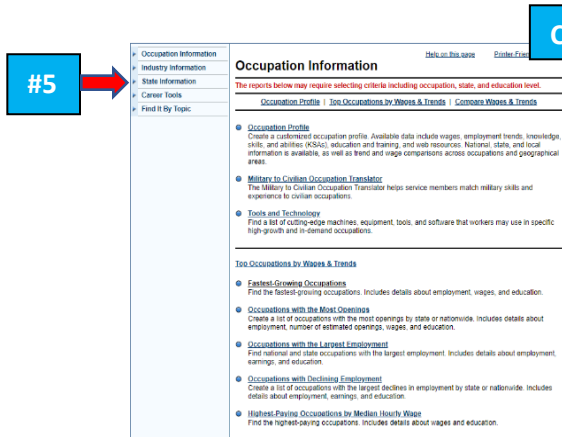 #5
Occupation Information
Industry Information
State Information
Career Tools
Find It By Topic
Help on this page
Occupation Information
The reports below may require selecting criteria including occupation, state, and education level.
Occupation Profile | Top Occupations by Wages & Trends | Compare Wages & Trends
Occupation Profile
Create a customized occupation profile. Available data include wages, employment trends, knowledge,
skills, and abilities (KSAs), education and training, and web resources. National, state, and local
information is available, as well as trend and wage comparisons across occupations and geographical
areas.
Military to Civilian Occupation Translator
The Military to Civilian Occupation Translator helps service members match military skills and
experience to civilian occupations.
Tools and Technology
Find a list of cutting-edge machines, equipment, tools, and software that workers may use in specific
high-growth and in-demand occupations.
Top Occupations by Wages & Trends
Fastest-Growing Occupations
Find the fastest-growing occupations. Includes details about employment, wages, and education.
Occupations with the Most Openings
Create a list of occupations with the most openings by state or nationwide. Includes details about
employment, number of estimated openings, wages, and education.
Occupations with the Largest Employment
Find national and state occupations with the largest employment. Includes details about employment,
earnings, and education.
Occupations with Declining Employment
Create a list of occupations with the largest declines in employment by state or nationwide. Includes
details about employment, earnings, and education.
Highest-Paying Occupations by Median Hourly Wage
Find the highest-paying occupations. Includes details about wages and education.